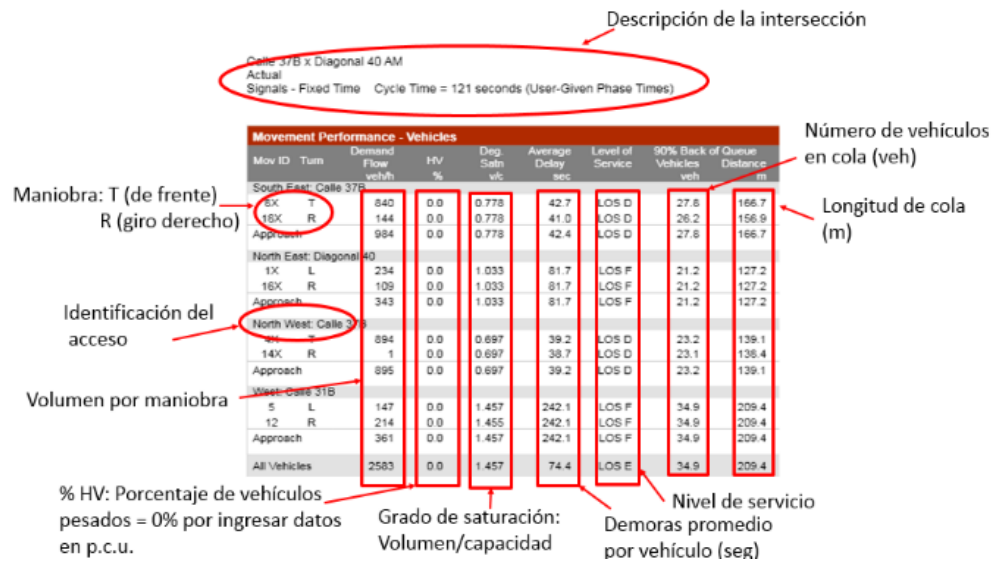 Descripción de la intersección
Calle 37B x Diagonal 40 AM
Actual
Signals - Fixed Time Cycle Time = 121 seconds (User-Given Phase Times)
Número de vehículos
en cola (veh)
Longitud de cola
(m)
Maniobra: T (de frente)
R (giro derecho)
Identificación del
acceso
Volumen por maniobra
Movement Performance - Vehicles
Mov ID Turn Demand Flow veh/h HV % Deg. Satn v/c Average Delay sec Level of Service 90% Back of Queue Vehicles veh Distance m
South East: Calle 37B
8X T 840 0.0 0.778 42.7 LOS D 27.8 166.7
18X R 144 0.0 0.778 41.0 LOS D 26.2 156.9
Approach 984 0.0 0.778 42.4 LOS D 27.8 166.7
North East: Diagonal 40
1X L 234 0.0 1.033 81.7 LOS F 21.2 127.2
16X R 109 0.0 1.033 81.7 LOS F 21.2 127.2
Approach 343 0.0 1.033 81.7 LOS F 21.2 127.2
North West: Calle 37B
4X T 894 0.0 0.697 39.2 LOS D 23.2 139.1
14X R 1 0.0 0.697 38.7 LOS D 23.1 138.4
Approach 895 0.0 0.697 39.2 LOS D 23.2 139.1
West: Calle 31B
5 L 147 0.0 1.457 242.1 LOS F 34.9 209.4
12 R 214 0.0 1.455 242.1 LOS F 34.9 209.4
Approach 361 0.0 1.457 242.1 LOS F 34.9 209.4
All Vehicles 2583 0.0 1.457 74.4 LOS E 34.9 209.4
% HV: Porcentaje de vehículos
pesados = 0% por ingresar datos
en p.c.u.
Grado de saturación:
Volumen/capacidad
Nivel de servicio
Demoras promedio
por vehículo (seg)